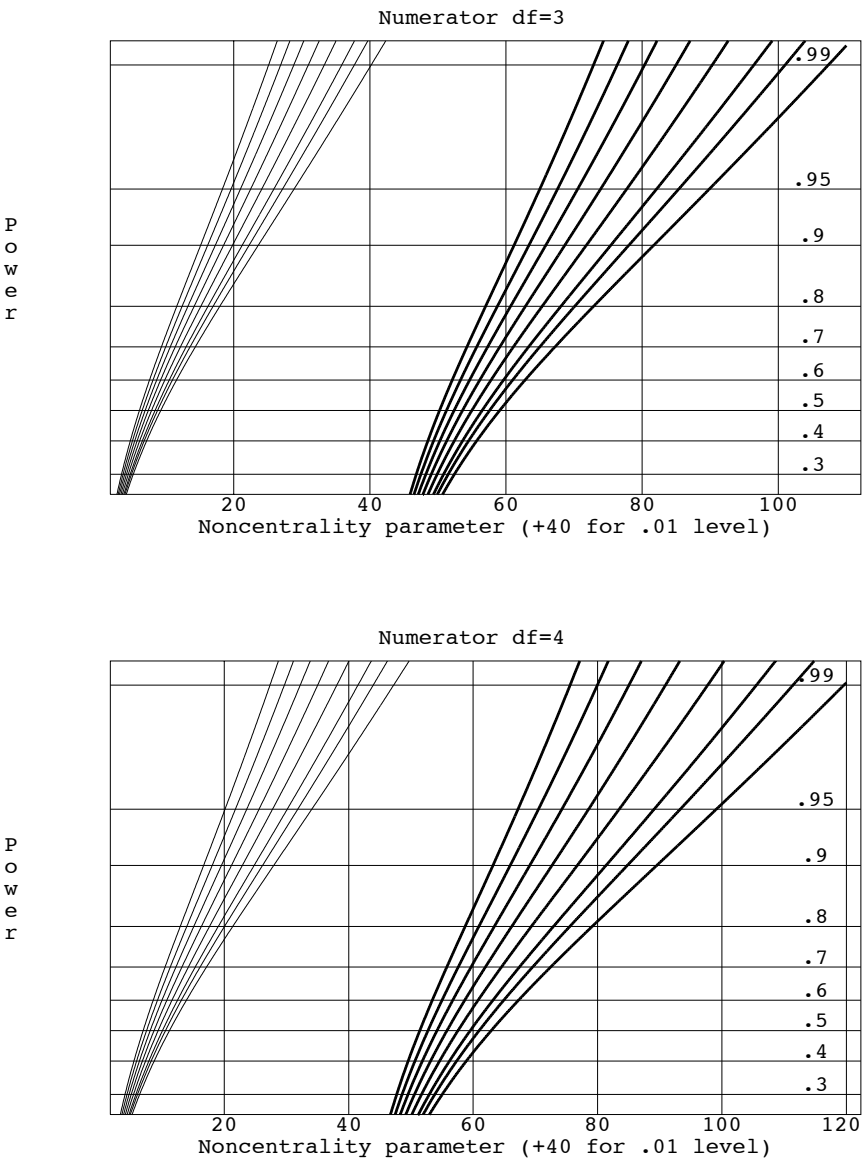 Numerator df=3
.99
.95
.9
.8
.7
.6
.5
.4
.3
Power
20 40 60 80 100
Noncentrality parameter (+40 for .01 level)
Numerator df=4
.99
.95
.9
.8
.7
.6
.5
.4
.3
Power
20 40 60 80 100 120
Noncentrality parameter (+40 for .01 level)